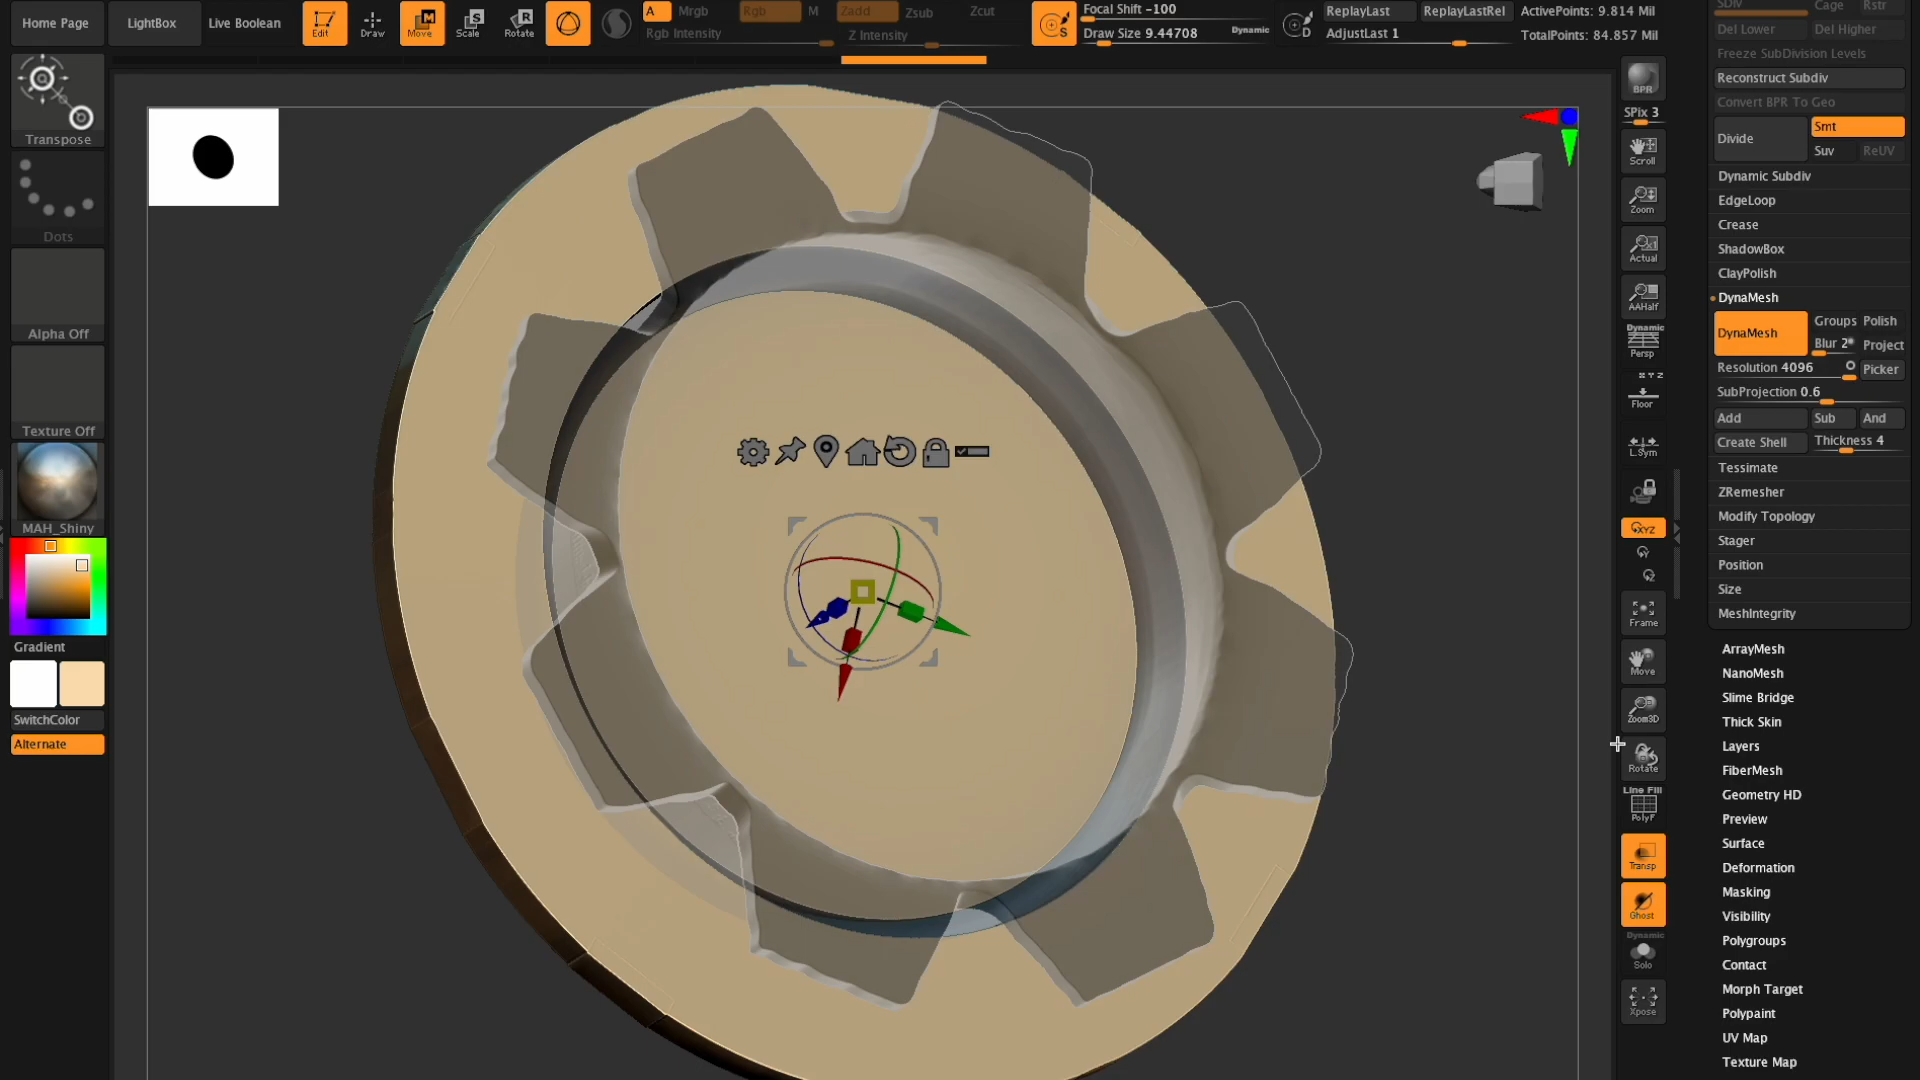 Home Page
LightBox
Live Boolean
Edit
Draw
Move
Scale
Rotate
A
Mrgb
Rgb
M
Zadd
Zsub
Zcut
Rgb Intensity
Z Intensity
Focal Shift -100
Draw Size 9.44708
Dynamic
ReplayLast
ReplayLastRel
AdjustLast 1
ActivePoints: 9.814 Mil
TotalPoints: 84.857 Mil
Transpose
Dots
Alpha Off
Texture Off
MAH_Shiny
Gradient
SwitchColor
Alternate
BPR
SPix 3
Scroll
Zoom
Actual
AAHalf
Dynamic
Persp
Floor
L.Sym
XYZ
Frame
Move
Zoom3D
Rotate
Line Fill
PolyF
Transp
Ghost
Dynamic
Solo
Xpose
SDiv
Cage
Rstr
Del Lower
Del Higher
Freeze SubDivision Levels
Reconstruct Subdiv
Convert BPR To Geo
Divide
Smt
Suv
ReUV
Dynamic Subdiv
EdgeLoop
Crease
ShadowBox
ClayPolish
DynaMesh
DynaMesh
Groups
Polish
Blur 2
Project
Resolution 4096
Picker
SubProjection 0.6
Add
Sub
And
Create Shell
Thickness 4
Tessimate
ZRemesher
Modify Topology
Stager
Position
Size
MeshIntegrity
ArrayMesh
NanoMesh
Slime Bridge
Thick Skin
Layers
FiberMesh
Geometry HD
Preview
Surface
Deformation
Masking
Visibility
Polygroups
Contact
Morph Target
Polypaint
UV Map
Texture Map